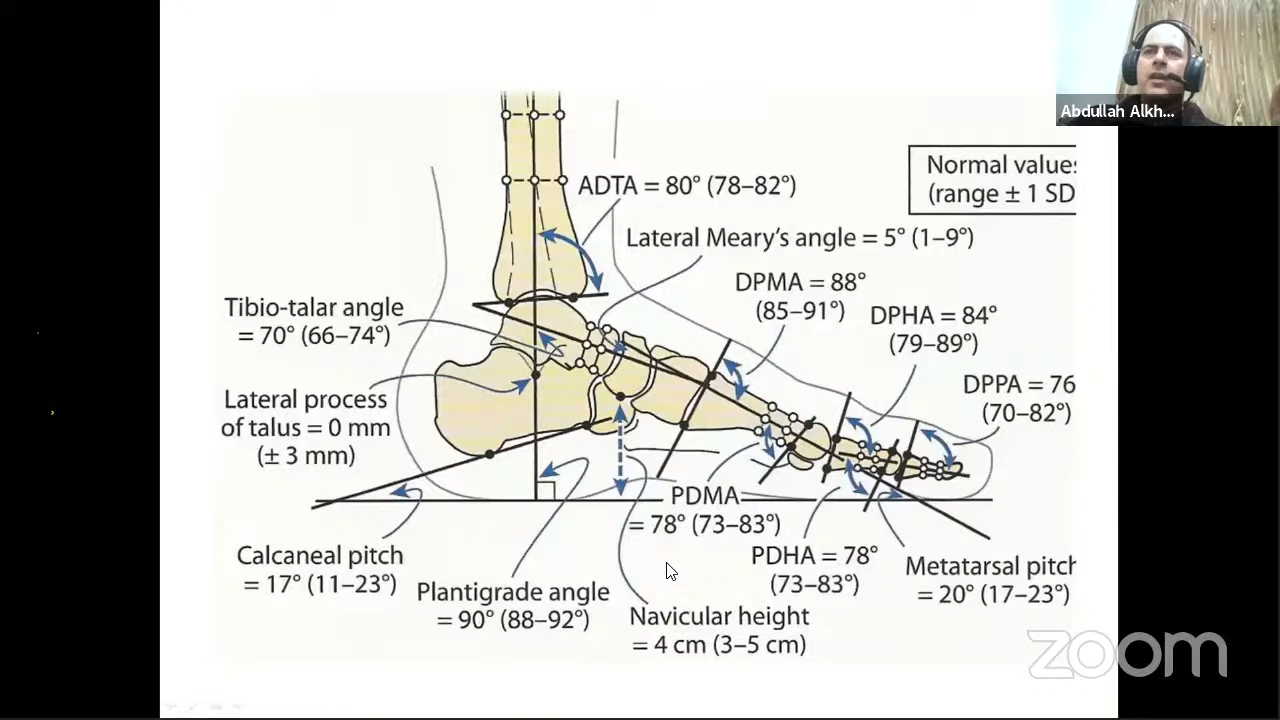 Abdullah Alkh...
Normal values
(range ± 1 SD
ADTA = 80° (78–82°)
Lateral Meary's angle = 5° (1–9°)
DPMA = 88°
(85–91°)
DPHA = 84°
(79–89°)
DPPA = 76
(70–82°)
Tibio-talar angle
= 70° (66–74°)
Lateral process
of talus = 0 mm
(± 3 mm)
PDMA
= 78° (73–83°)
Calcaneal pitch
= 17° (11–23°)
Plantigrade angle
= 90° (88–92°)
Navicular height
= 4 cm (3–5 cm)
PDHA = 78°
(73–83°)
Metatarsal pitch
= 20° (17–23°)
zoom